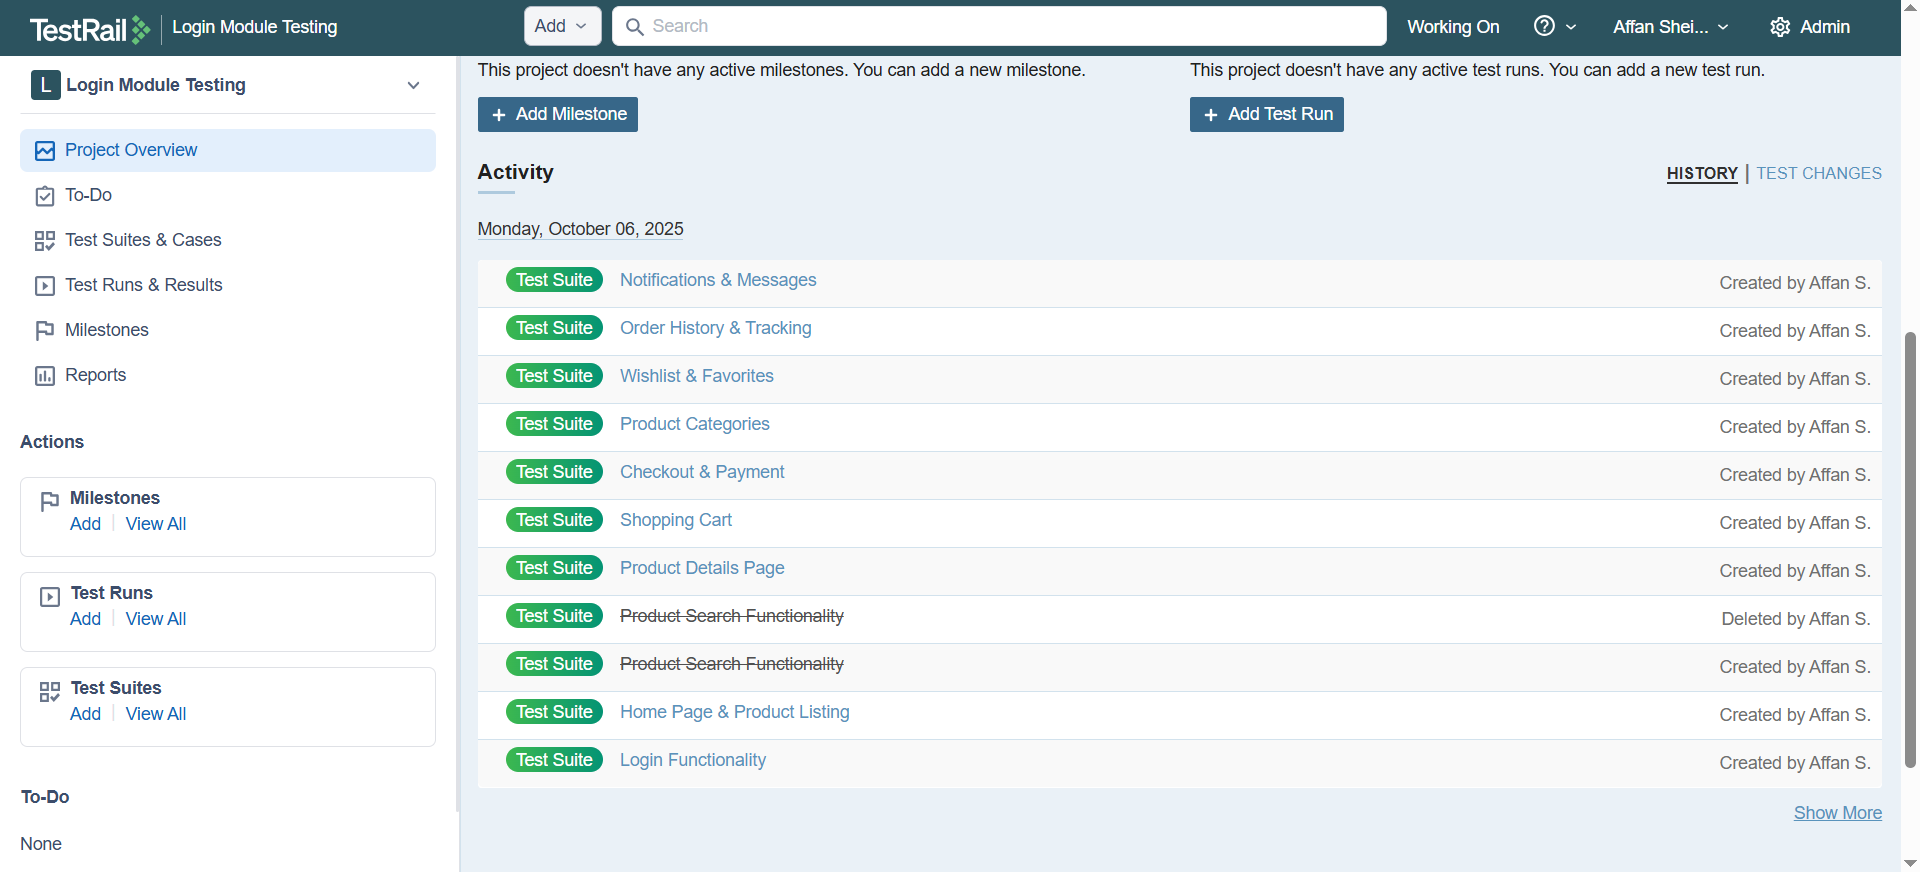 TestRail Login Module Testing Add Search Working On Affan Shei... Admin
L Login Module Testing
Project Overview
To-Do
Test Suites & Cases
Test Runs & Results
Milestones
Reports
Actions
Milestones
Add View All
Test Runs
Add View All
Test Suites
Add View All
To-Do
None
This project doesn't have any active milestones. You can add a new milestone.
+ Add Milestone
This project doesn't have any active test runs. You can add a new test run.
+ Add Test Run
Activity
HISTORY | TEST CHANGES
Monday, October 06, 2025
Test Suite Notifications & Messages Created by Affan S.
Test Suite Order History & Tracking Created by Affan S.
Test Suite Wishlist & Favorites Created by Affan S.
Test Suite Product Categories Created by Affan S.
Test Suite Checkout & Payment Created by Affan S.
Test Suite Shopping Cart Created by Affan S.
Test Suite Product Details Page Created by Affan S.
Test Suite Product Search Functionality Deleted by Affan S.
Test Suite Product Search Functionality Created by Affan S.
Test Suite Home Page & Product Listing Created by Affan S.
Test Suite Login Functionality Created by Affan S.
Show More